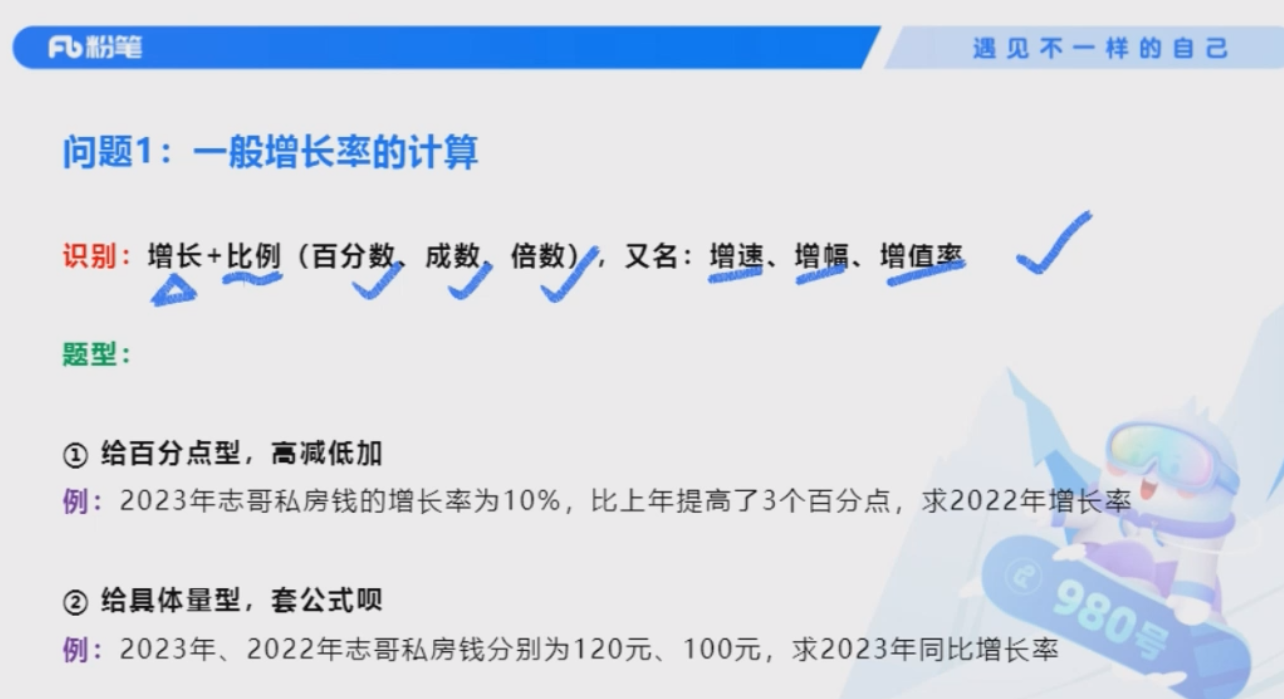 粉笔
遇见不一样的自己
问题1：一般增长率的计算
识别：增长+比例（百分数、成数、倍数），又名：增速、增幅、增值率
题型：
① 给百分点型，高减低加
例：2023年志哥私房钱的增长率为10%，比上年提高了3个百分点，求2022年增长率
② 给具体量型，套公式呗
例：2023年、2022年志哥私房钱分别为120元、100元，求2023年同比增长率
980号